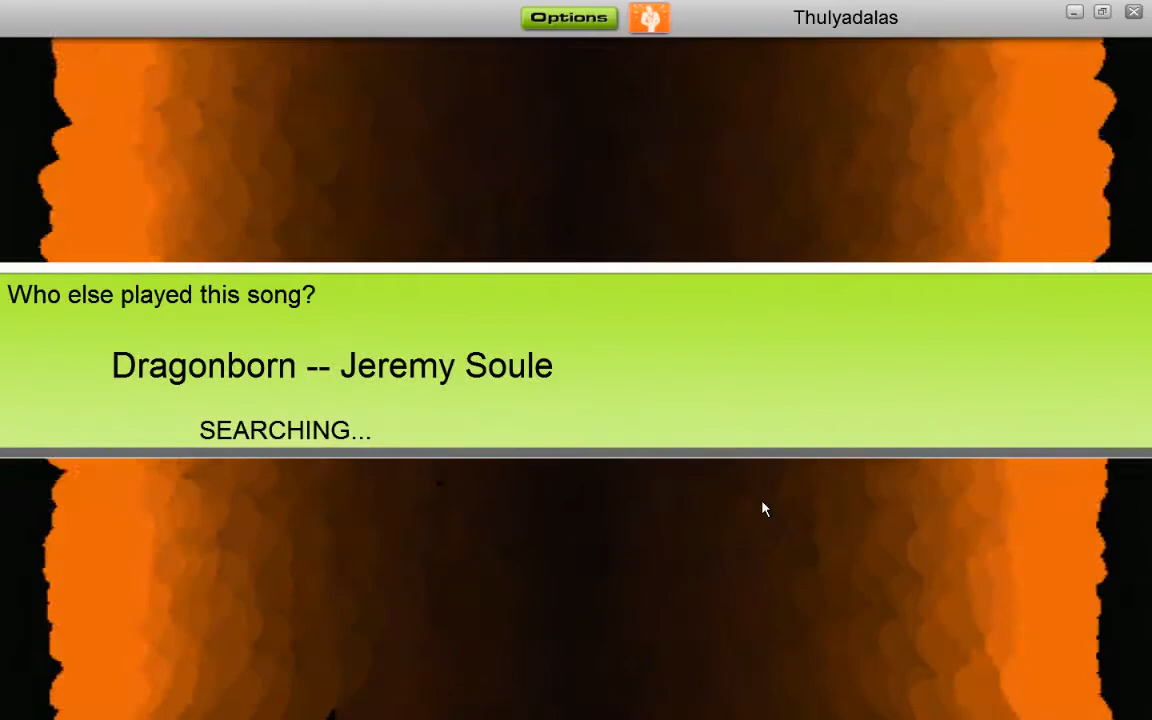 Options
Thulyadalas
Who else played this song?
Dragonborn -- Jeremy Soule
SEARCHING...